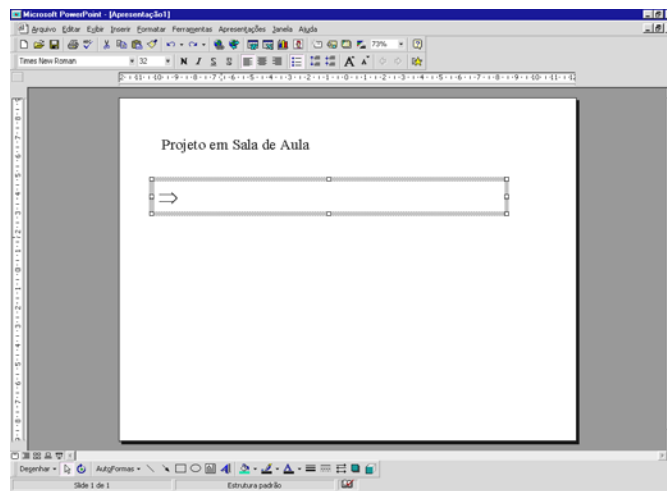 Microsoft PowerPoint - [Apresentação1]
Arquivo Editar Exibir Inserir Formatar Ferramentas Apresentações Janela Ajuda
73%
Times New Roman 32 N I S S
Projeto em Sala de Aula
⇒
Desenhar AutoFormas
Slide 1 de 1 Estrutura padrão